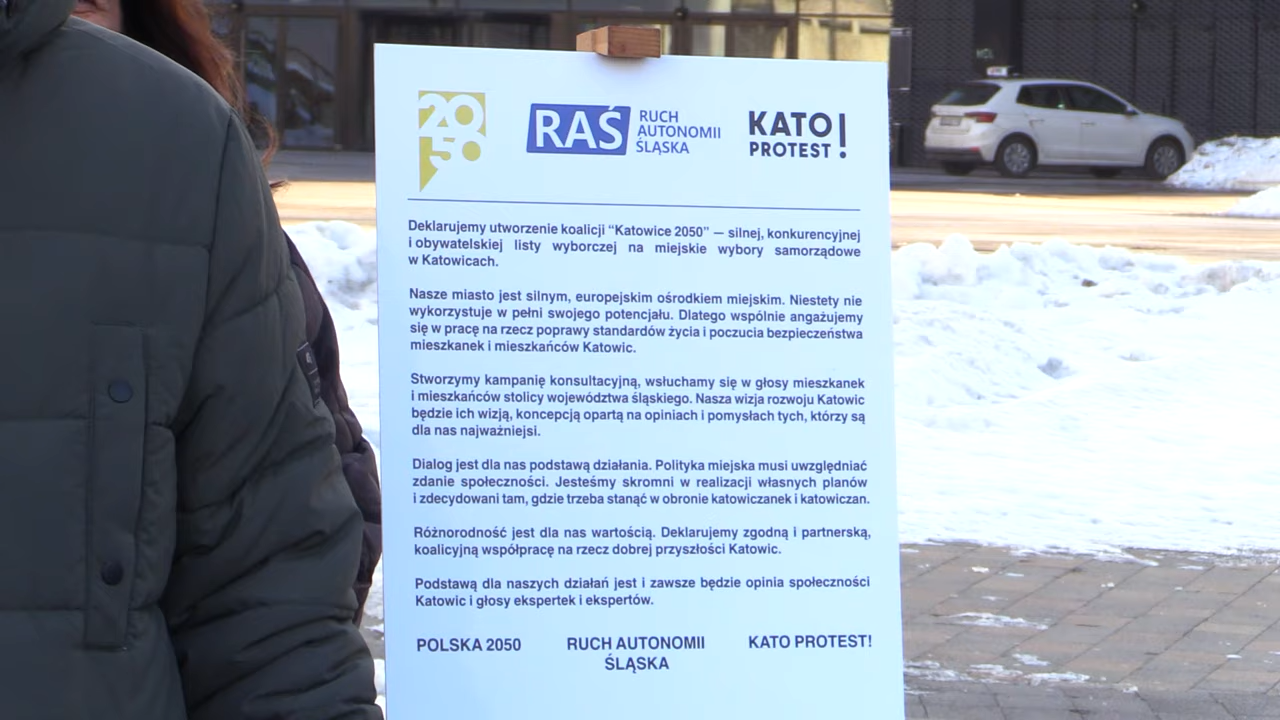 2050
RAŚ RUCH AUTONOMII ŚLĄSKA
KATO PROTEST!
Deklarujemy utworzenie koalicji “Katowice 2050” — silnej, konkurencyjnej
i obywatelskiej listy wyborczej na miejskie wybory samorządowe
w Katowicach.
Nasze miasto jest silnym, europejskim ośrodkiem miejskim. Niestety nie
wykorzystuje w pełni swojego potencjału. Dlatego wspólnie angażujemy
się w pracę na rzecz poprawy standardów życia i poczucia bezpieczeństwa
mieszkanek i mieszkańców Katowic.
Stworzymy kampanię konsultacyjną, wsłuchamy się w głosy mieszkanek
i mieszkańców stolicy województwa śląskiego. Nasza wizja rozwoju Katowic
będzie ich wizją, koncepcją opartą na opiniach i pomysłach tych, którzy są
dla nas najważniejsi.
Dialog jest dla nas podstawą działania. Polityka miejska musi uwzględniać
zdanie społeczności. Jesteśmy skromni w realizacji własnych planów
i zdecydowani tam, gdzie trzeba stanąć w obronie katowiczanek i katowiczan.
Różnorodność jest dla nas wartością. Deklarujemy zgodną i partnerską,
koalicyjną współpracę na rzecz dobrej przyszłości Katowic.
Podstawą dla naszych działań jest i zawsze będzie opinia społeczności
Katowic i głosy ekspertek i ekspertów.
POLSKA 2050 RUCH AUTONOMII KATO PROTEST!
ŚLĄSKA